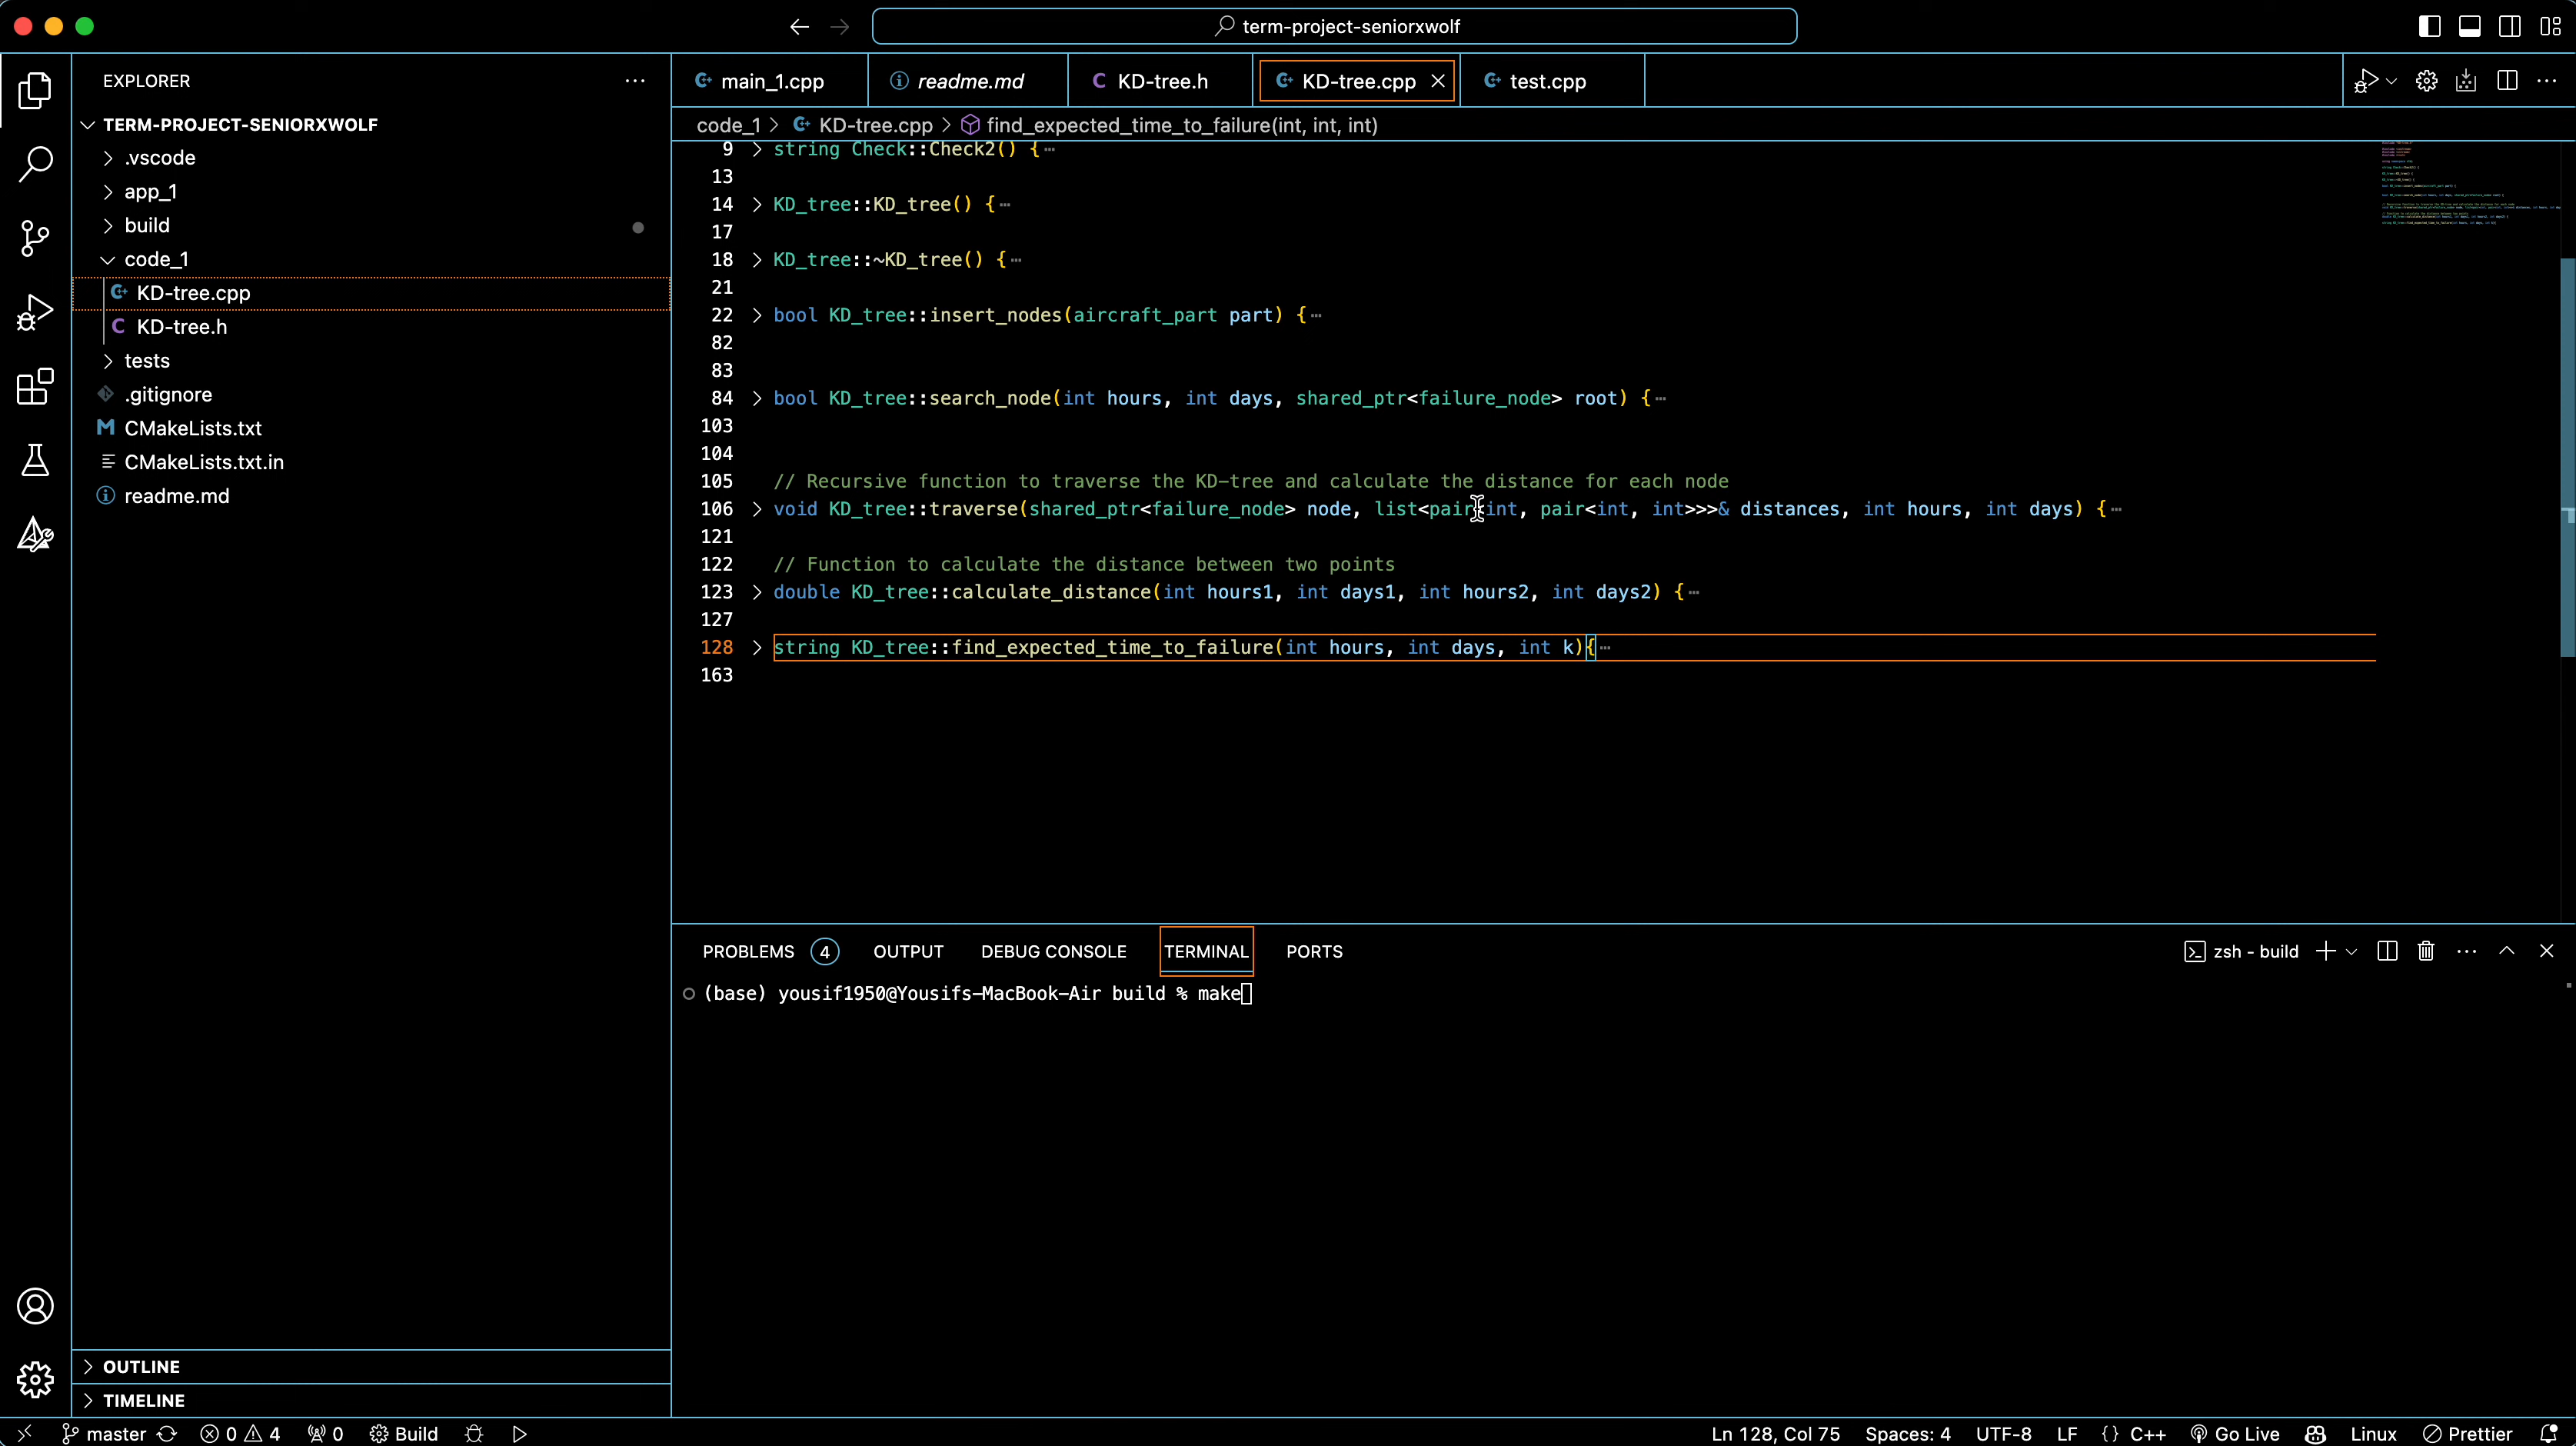 term-project-seniorxwolf
EXPLORER
TERM-PROJECT-SENIORXWOLF
.vscode
app_1
build
code_1
KD-tree.cpp
KD-tree.h
tests
.gitignore
CMakeLists.txt
CMakeLists.txt.in
readme.md
OUTLINE
TIMELINE
main_1.cpp
readme.md
KD-tree.h
KD-tree.cpp
test.cpp
code_1 > KD-tree.cpp > find_expected_time_to_failure(int, int, int)
9 > string Check::Check2() {…
13
14 > KD_tree::KD_tree() {…
17
18 > KD_tree::~KD_tree() {…
21
22 > bool KD_tree::insert_nodes(aircraft_part part) {…
82
83
84 > bool KD_tree::search_node(int hours, int days, shared_ptr<failure_node> root) {…
103
104
105 // Recursive function to traverse the KD-tree and calculate the distance for each node
106 > void KD_tree::traverse(shared_ptr<failure_node> node, list<pair<int, pair<int, int>>>& distances, int hours, int days) {…
121
122 // Function to calculate the distance between two points
123 > double KD_tree::calculate_distance(int hours1, int days1, int hours2, int days2) {…
127
128 > string KD_tree::find_expected_time_to_failure(int hours, int days, int k){…
163
PROBLEMS 4 OUTPUT DEBUG CONSOLE TERMINAL PORTS
zsh - build
(base) yousif1950@Yousifs-MacBook-Air build % make
master 0 4 0 Build
Ln 128, Col 75 Spaces: 4 UTF-8 LF {} C++ Go Live Linux Prettier